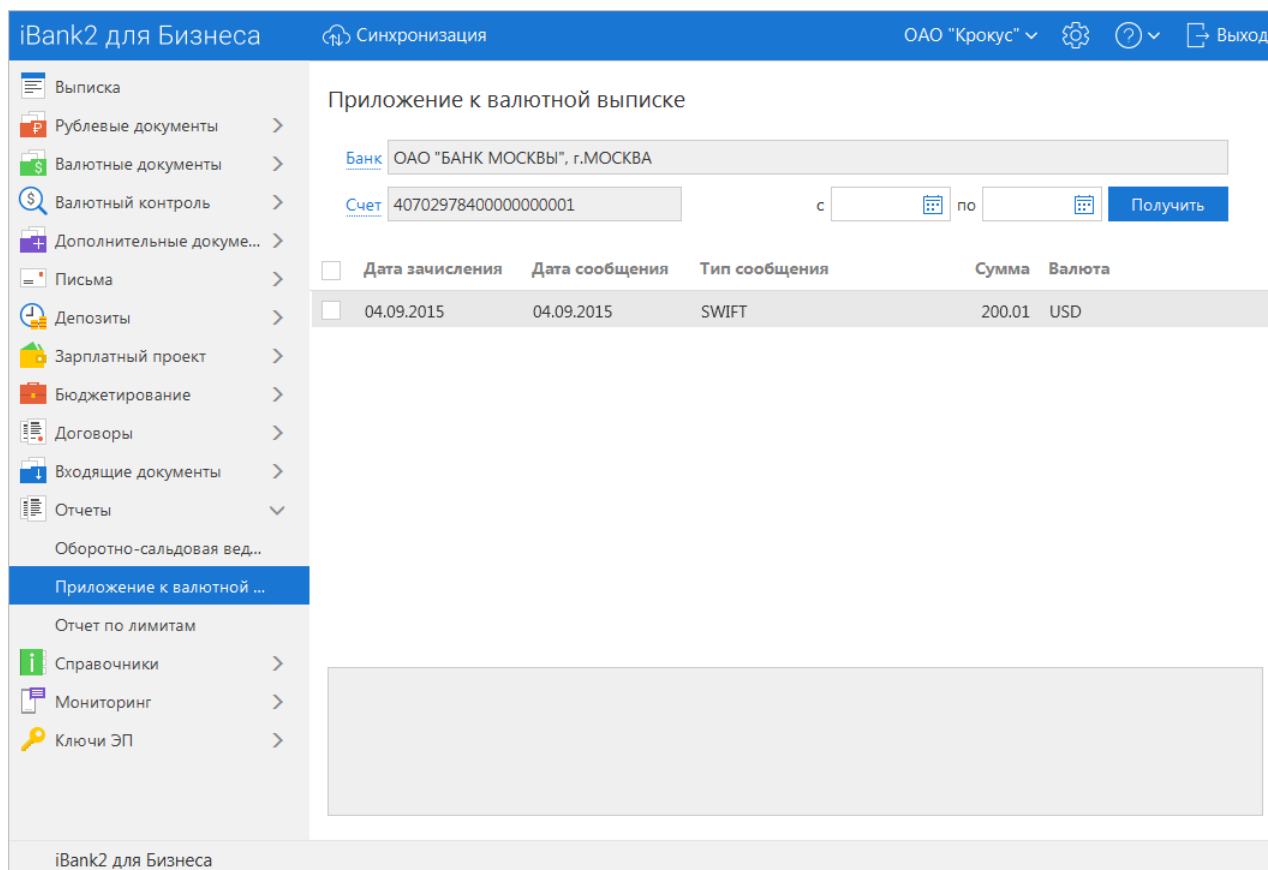 iBank2 для Бизнеса
Синхронизация
ОАО "Крокус"
Выход
Выписка
Рублевые документы
Валютные документы
Валютный контроль
Дополнительные докуме...
Письма
Депозиты
Зарплатный проект
Бюджетирование
Договоры
Входящие документы
Отчеты
Оборотно-сальдовая вед...
Приложение к валютной ...
Отчет по лимитам
Справочники
Мониторинг
Ключи ЭП
Приложение к валютной выписке
Банк ОАО "БАНК МОСКВЫ", г.МОСКВА
Счет 40702978400000000001 с по Получить
Дата зачисления Дата сообщения Тип сообщения Сумма Валюта
04.09.2015 04.09.2015 SWIFT 200.01 USD
iBank2 для Бизнеса